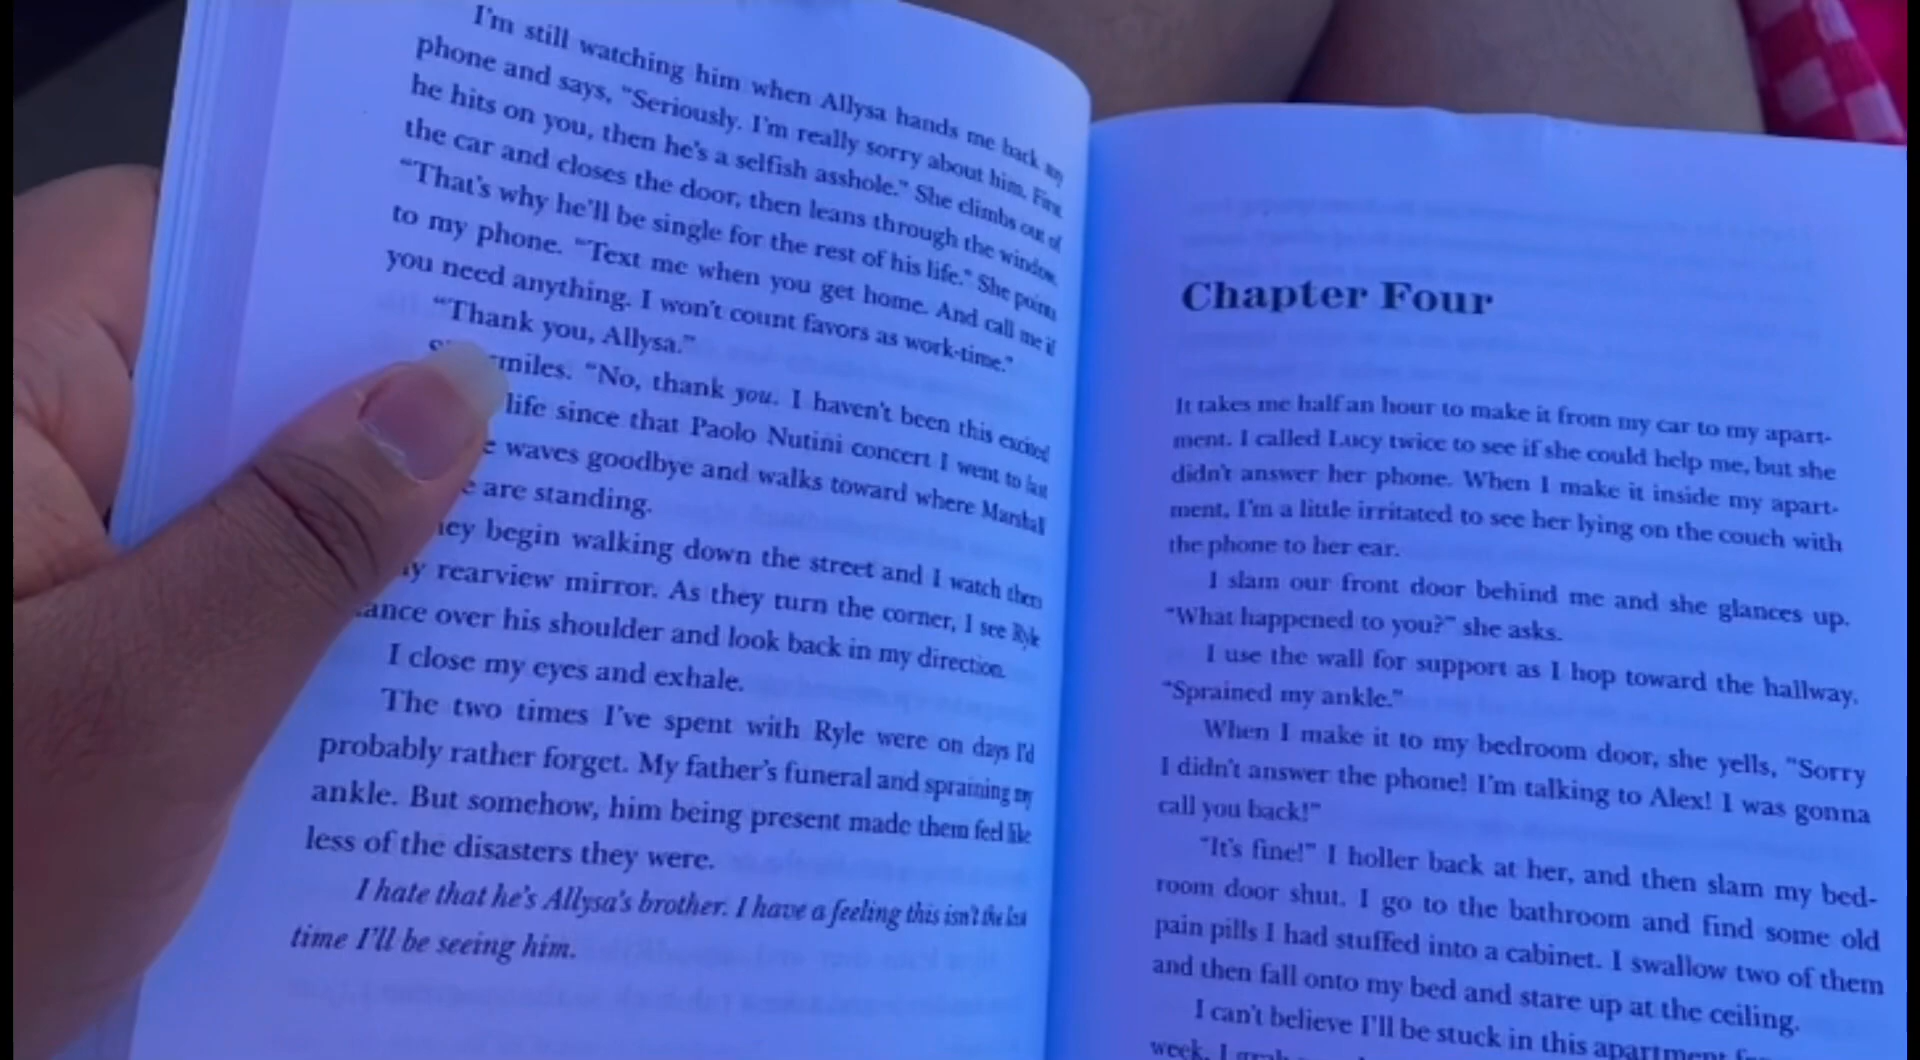 I'm still watching him when Allysa hands me back my
phone and says, "Seriously. I'm really sorry about him. First
he hits on you, then he's a selfish asshole." She climbs out of
the car and closes the door, then leans through the window.
"That's why he'll be single for the rest of his life." She points
to my phone. "Text me when you get home. And call me if
you need anything. I won't count favors as work-time."
"Thank you, Allysa."
smiles. "No, thank you. I haven't been this excited
life since that Paolo Nutini concert I went to last
waves goodbye and walks toward where Marshall
are standing.
begin walking down the street and I watch them
rearview mirror. As they turn the corner, I see Ryle
over his shoulder and look back in my direction.
I close my eyes and exhale.
The two times I've spent with Ryle were on days I'd
probably rather forget. My father's funeral and spraining my
ankle. But somehow, him being present made them feel like
less of the disasters they were.
I hate that he's Allysa's brother. I have a feeling this isn't the last
time I'll be seeing him.
Chapter Four
It takes me half an hour to make it from my car to my apart-
ment. I called Lucy twice to see if she could help me, but she
didn't answer her phone. When I make it inside my apart-
ment, I'm a little irritated to see her lying on the couch with
the phone to her ear.
I slam our front door behind me and she glances up.
"What happened to you?" she asks.
I use the wall for support as I hop toward the hallway.
"Sprained my ankle."
When I make it to my bedroom door, she yells, "Sorry
I didn't answer the phone! I'm talking to Alex! I was gonna
call you back!"
"It's fine!" I holler back at her, and then slam my bed-
room door shut. I go to the bathroom and find some old
pain pills I had stuffed into a cabinet. I swallow two of them
and then fall onto my bed and stare up at the ceiling.
I can't believe I'll be stuck in this apartment
week. I